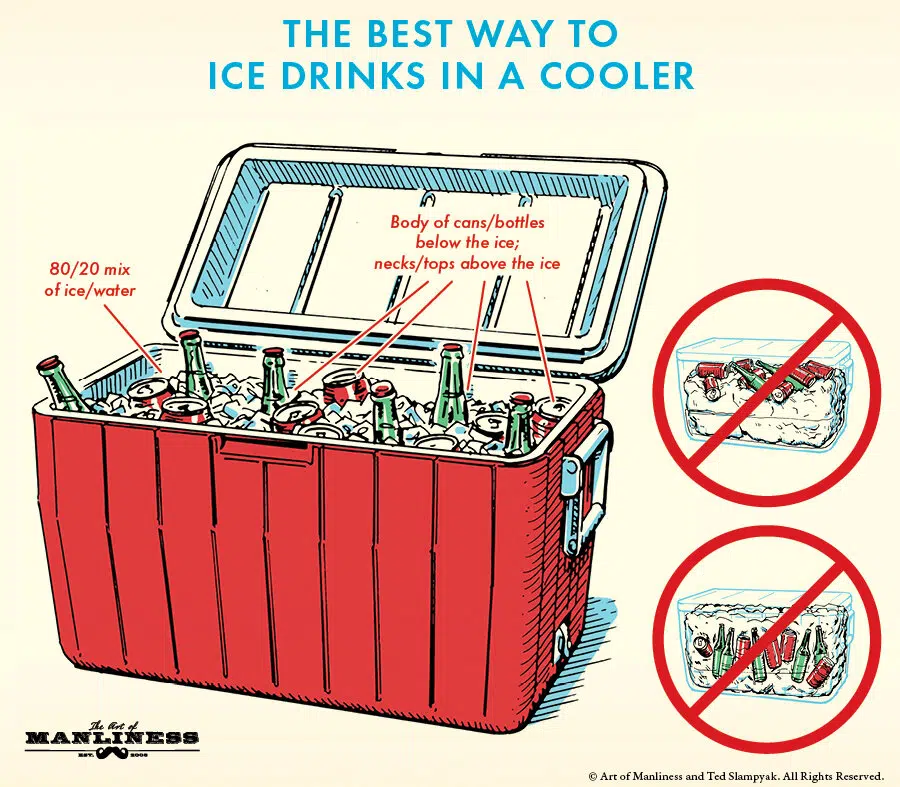 THE BEST WAY TO
ICE DRINKS IN A COOLER
Body of cans/bottles
below the ice;
necks/tops above the ice
80/20 mix
of ice/water
The Art of
MANLINESS
EST. 2008
© Art of Manliness and Ted Slampyak. All Rights Reserved.